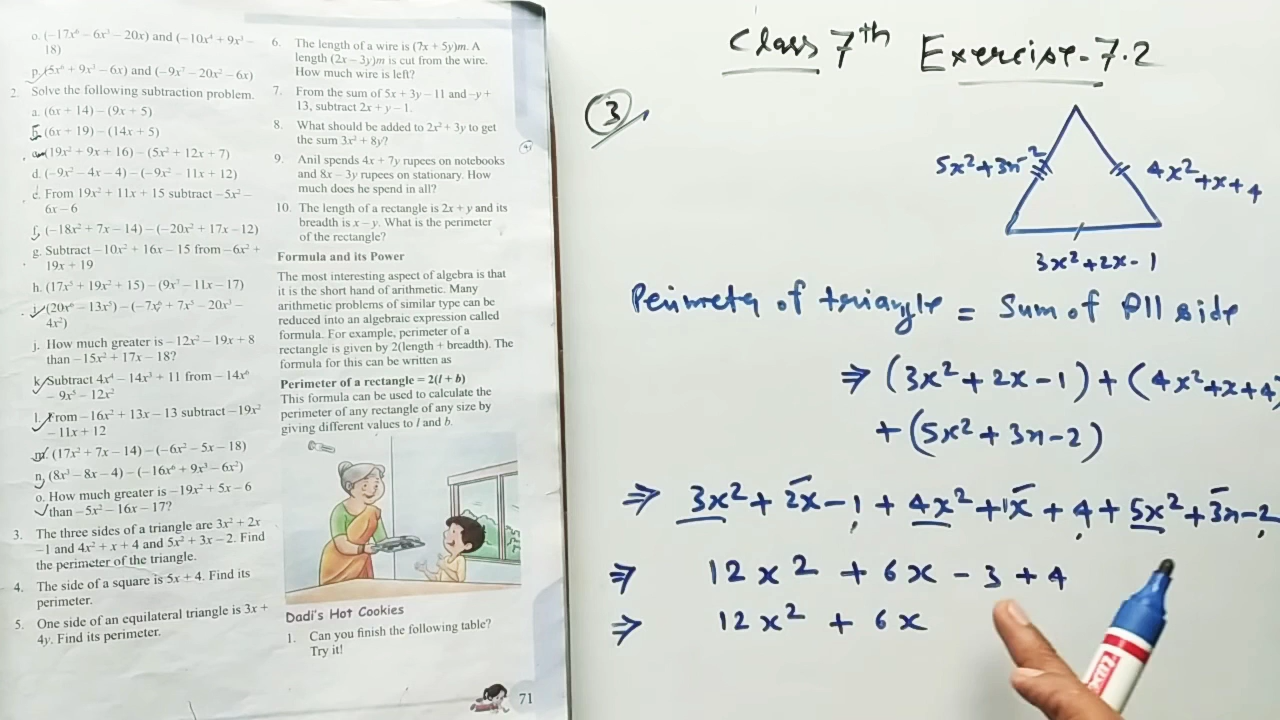 o. (−17x⁶ − 6x³ − 20x) and (−10x⁴ + 9x³ −
18)
p. (5x⁶ + 9x³ − 6x) and (−9x⁷ − 20x² − 6x)
2. Solve the following subtraction problem.
a. (6x + 14) − (9x + 5)
(6x + 19) − (14x + 5)
(19x² + 9x + 16) − (5x² + 12x + 7)
d. (−9x² − 4x − 4) − (−9x² − 11x + 12)
e. From 19x² + 11x + 15 subtract −5x² −
6x − 6
f. (−18x² + 7x − 14) − (−20x² + 17x − 12)
g. Subtract −10x² + 16x − 15 from −6x² +
19x + 19
h. (17x⁵ + 19x² + 15) − (9x⁷ − 11x − 17)
(20x⁶ − 13x⁵) − (−7x⁶ + 7x⁵ − 20x³ −
4x²)
j. How much greater is −12x² − 19x + 8
than −15x² + 17x − 18?
k. Subtract 4x⁴ − 14x³ + 11 from −14x⁶
− 9x⁵ − 12x²
l. From −16x² + 13x − 13 subtract −19x²
− 11x + 12
m. (17x² + 7x − 14) − (−6x² − 5x − 18)
n. (8x³ − 8x − 4) − (−16x⁶ + 9x³ − 6x²)
o. How much greater is −19x² + 5x − 6
than −5x² − 16x − 17?
3. The three sides of a triangle are 3x² + 2x
−1 and 4x² + x + 4 and 5x² + 3x − 2. Find
the perimeter of the triangle.
4. The side of a square is 5x + 4. Find its
perimeter.
5. One side of an equilateral triangle is 3x +
4y. Find its perimeter.
6. The length of a wire is (7x + 5y)m. A
length (2x − 3y)m is cut from the wire.
How much wire is left?
7. From the sum of 5x + 3y − 11 and −y +
13, subtract 2x + y − 1.
8. What should be added to 2x² + 3y to get
the sum 3x² + 8y?
9. Anil spends 4x + 7y rupees on notebooks
and 8x − 3y rupees on stationary. How
much does he spend in all?
10. The length of a rectangle is 2x + y and its
breadth is x − y. What is the perimeter
of the rectangle?
Formula and its Power
The most interesting aspect of algebra is that
it is the short hand of arithmetic. Many
arithmetic problems of similar type can be
reduced into an algebraic expression called
formula. For example, perimeter of a
rectangle is given by 2(length + breadth). The
formula for this can be written as
Perimeter of a rectangle = 2(l + b)
This formula can be used to calculate the
perimeter of any rectangle of any size by
giving different values to l and b.
Dadi's Hot Cookies
1. Can you finish the following table?
Try it!
71
Class 7th Exercise-7.2
3
5x²+3x-2
4x²+x+4
3x²+2x-1
Perimeter of triangle = Sum of All side
⇒ (3x²+2x-1)+(4x²+x+4)
+(5x²+3x-2)
⇒ 3x²+2x-1+4x²+1x+4+5x²+3x-2
⇒ 12x²+6x-3+4
⇒ 12x²+6x